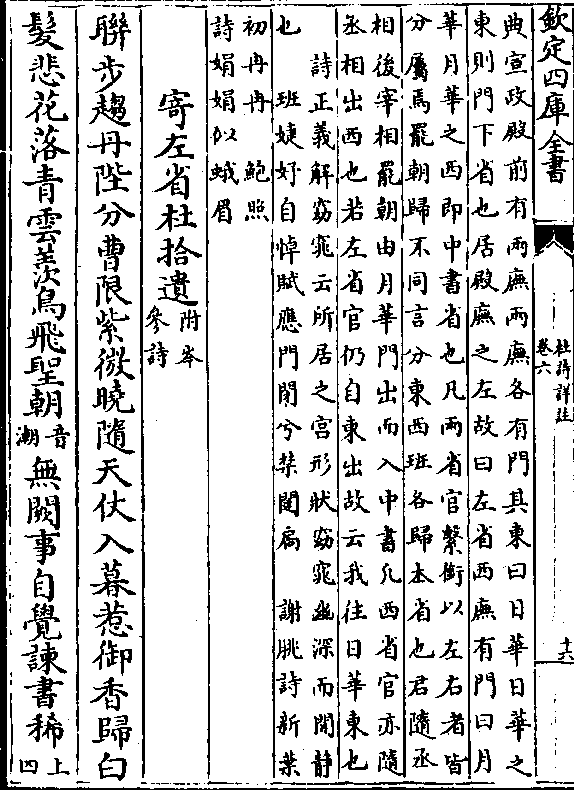 欽定四庫全書
杜詩詳註
卷六
十六
典宣政殿前有兩廡兩廡各有門其東曰日華日華之
東則門下省也居殿廡之左故曰左省西廡有門曰月
華月華之西即中書省也凡兩省官繫銜以左右者皆
分屬焉罷朝歸不同言分東西班各歸本省也君隨丞
相後宰相罷朝由月華門出而入中書凡西省官亦隨
丞相出西也若左省官仍自東出故云我往日華東也
詩正義解窈窕云所居之宫形狀窈窕幽深而閒静
也 班婕妤自悼賦應門閉兮禁闥扃 謝朓詩新葉
初冉冉 鮑照
詩娟娟似蛾眉
寄左省杜拾遺附岑
參詩
聯步趨丹陛分曹限紫微曉隨天仗入暮惹御香歸白
髪悲花落青雲羨鳥飛聖朝音
潮無闕事自覺諫書稀上
四